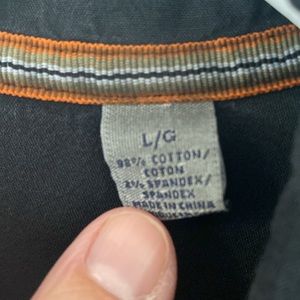 L/G
98% COTTON/
COTON
2% SPANDEX/
SPANDEX
MADE IN CHINA